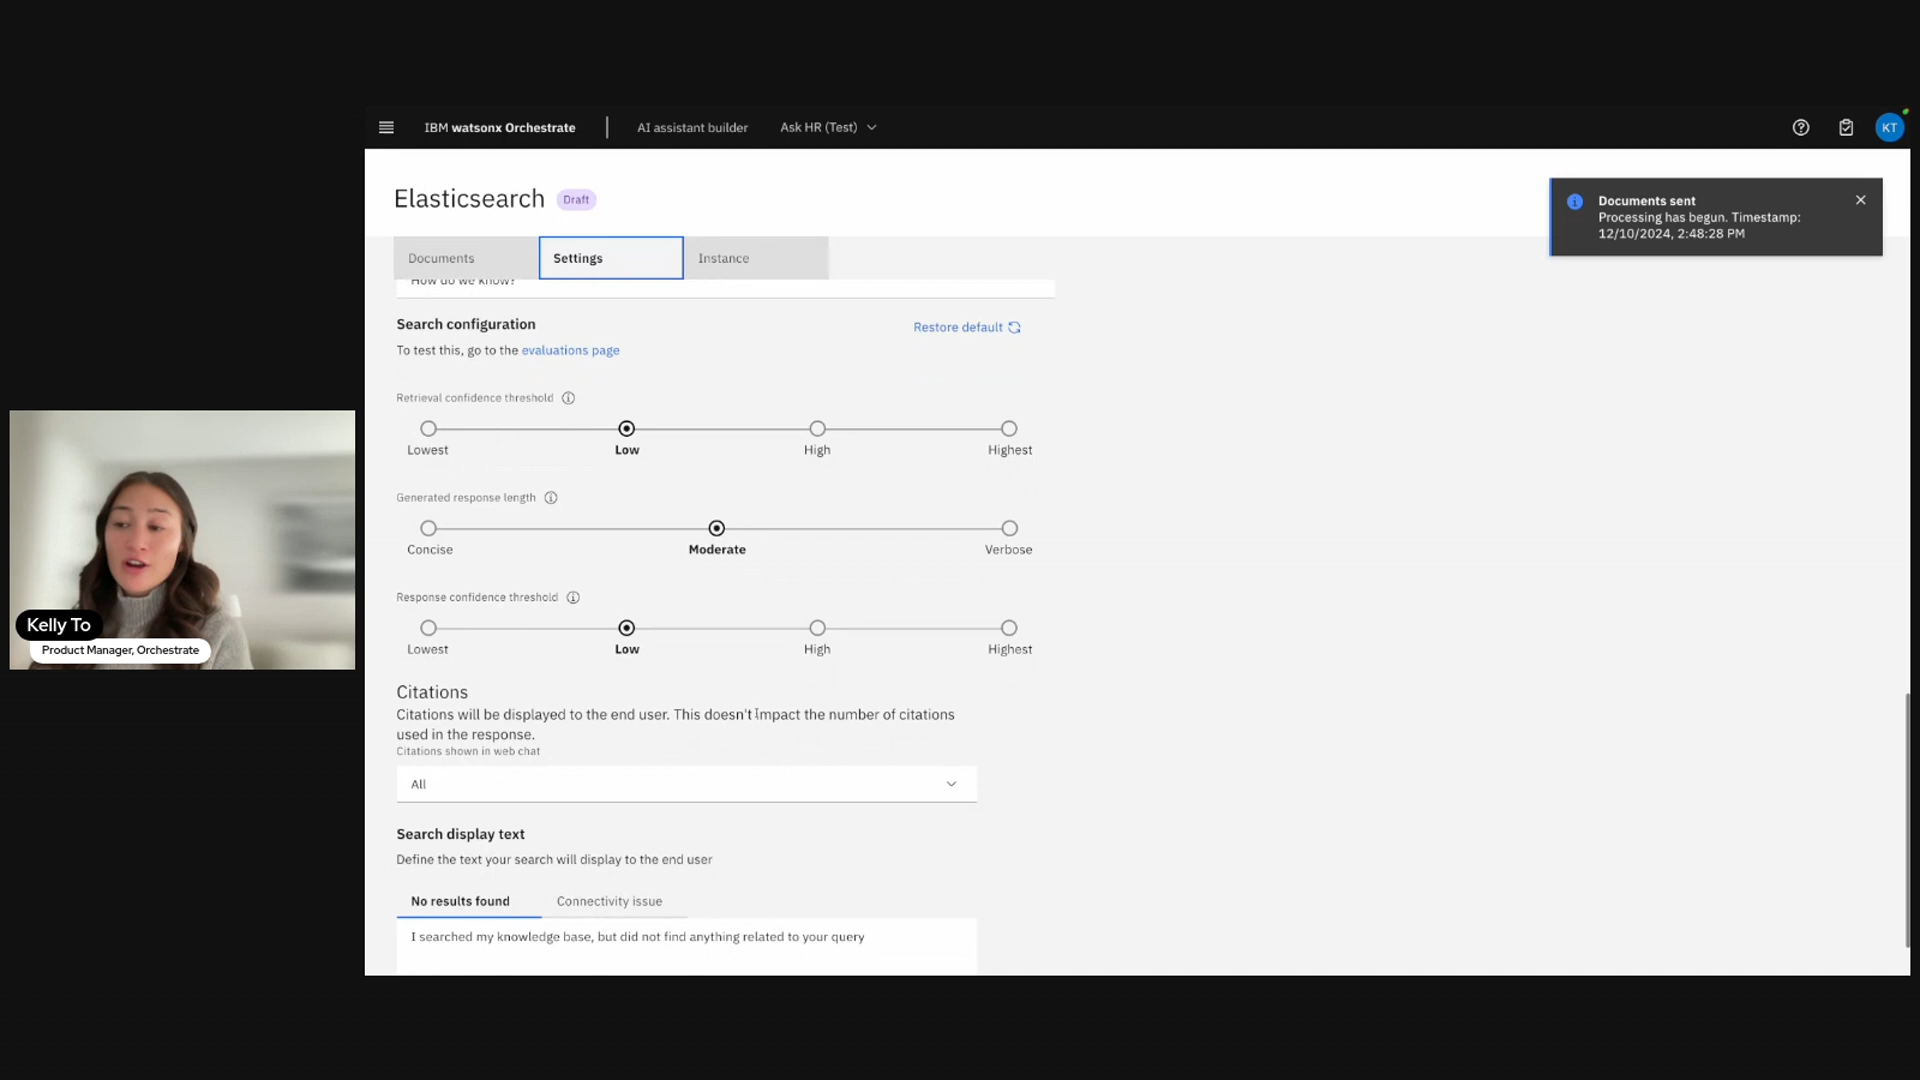 IBM watsonx Orchestrate
AI assistant builder
Ask HR (Test)
KT
Elasticsearch
Draft
Documents sent
Processing has begun. Timestamp:
12/10/2024, 2:48:28 PM
Documents
Settings
Instance
How do we know?
Search configuration
Restore default
To test this, go to the evaluations page
Retrieval confidence threshold
Lowest
Low
High
Highest
Generated response length
Concise
Moderate
Verbose
Response confidence threshold
Lowest
Low
High
Highest
Citations
Citations will be displayed to the end user. This doesn't impact the number of citations
used in the response.
Citations shown in web chat
All
Search display text
Define the text your search will display to the end user
No results found
Connectivity issue
I searched my knowledge base, but did not find anything related to your query
Kelly To
Product Manager, Orchestrate